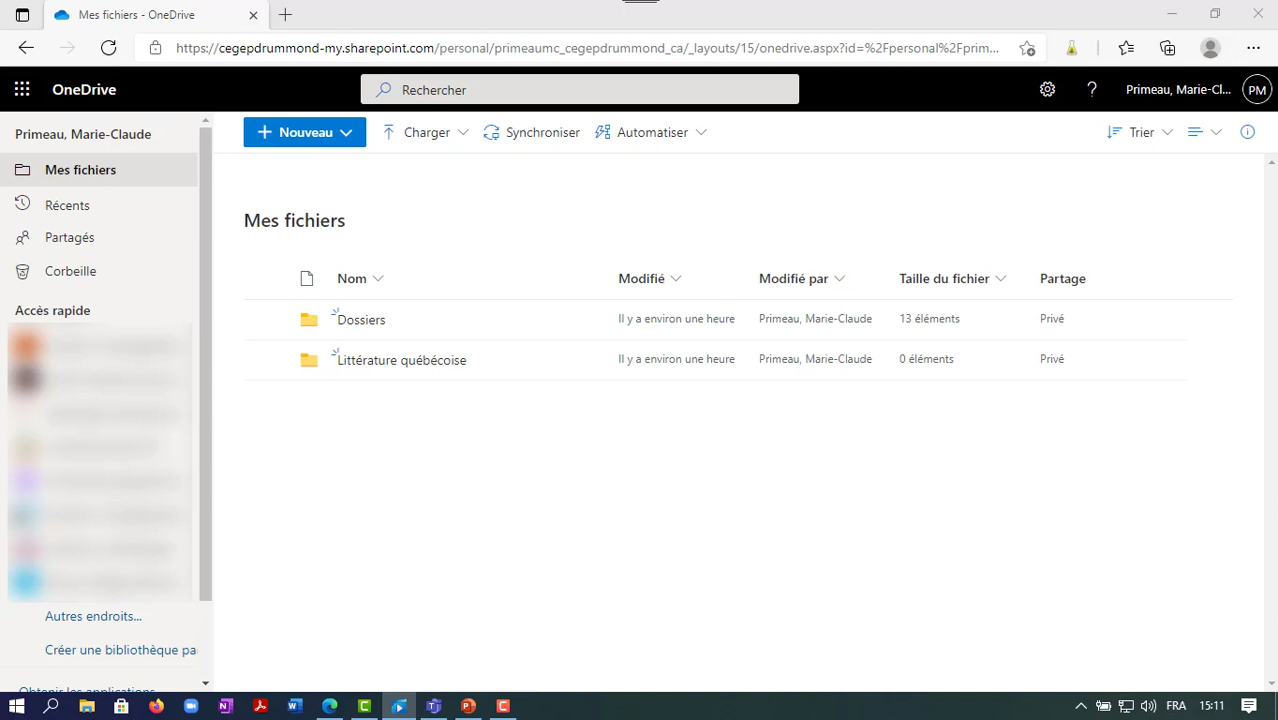 Mes fichiers - OneDrive
https://cegepdrummond-my.sharepoint.com/personal/primeaumc_cegepdrummond_ca/_layouts/15/onedrive.aspx?id=%2Fpersonal%2Fprim...
OneDrive
Rechercher
Primeau, Marie-Cl...
PM
Primeau, Marie-Claude
Nouveau
Charger
Synchroniser
Automatiser
Trier
Mes fichiers
Récents
Partagés
Corbeille
Accès rapide
Autres endroits...
Créer une bibliothèque pa
Obtenir les applications
Mes fichiers
Nom
Modifié
Modifié par
Taille du fichier
Partage
Dossiers
Il y a environ une heure
Primeau, Marie-Claude
13 éléments
Privé
Littérature québécoise
Il y a environ une heure
Primeau, Marie-Claude
0 éléments
Privé
FRA
15:11